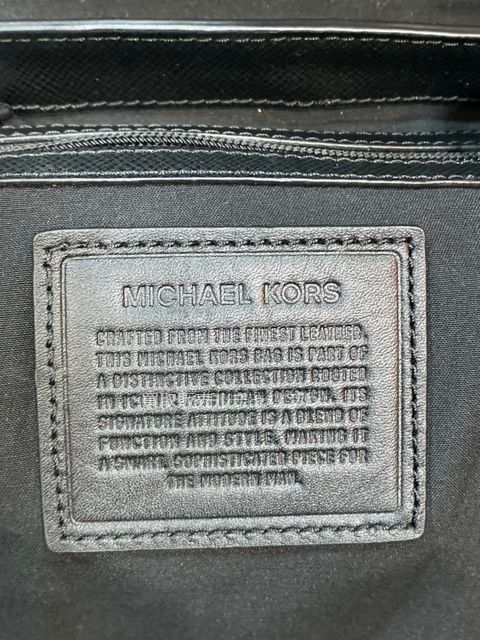 MICHAEL KORS
CRAFTED FROM THE FINEST LEATHER,
THIS MICHAEL KORS BAG IS PART OF
A DISTINCTIVE COLLECTION ROOTED
IN AMERICAN DESIGN. ITS
SIGNATURE ATTITUDE IS A BLEND OF
FUNCTION AND STYLE, MAKING IT
A SMART, SOPHISTICATED PIECE FOR
THE MODERN MAN.